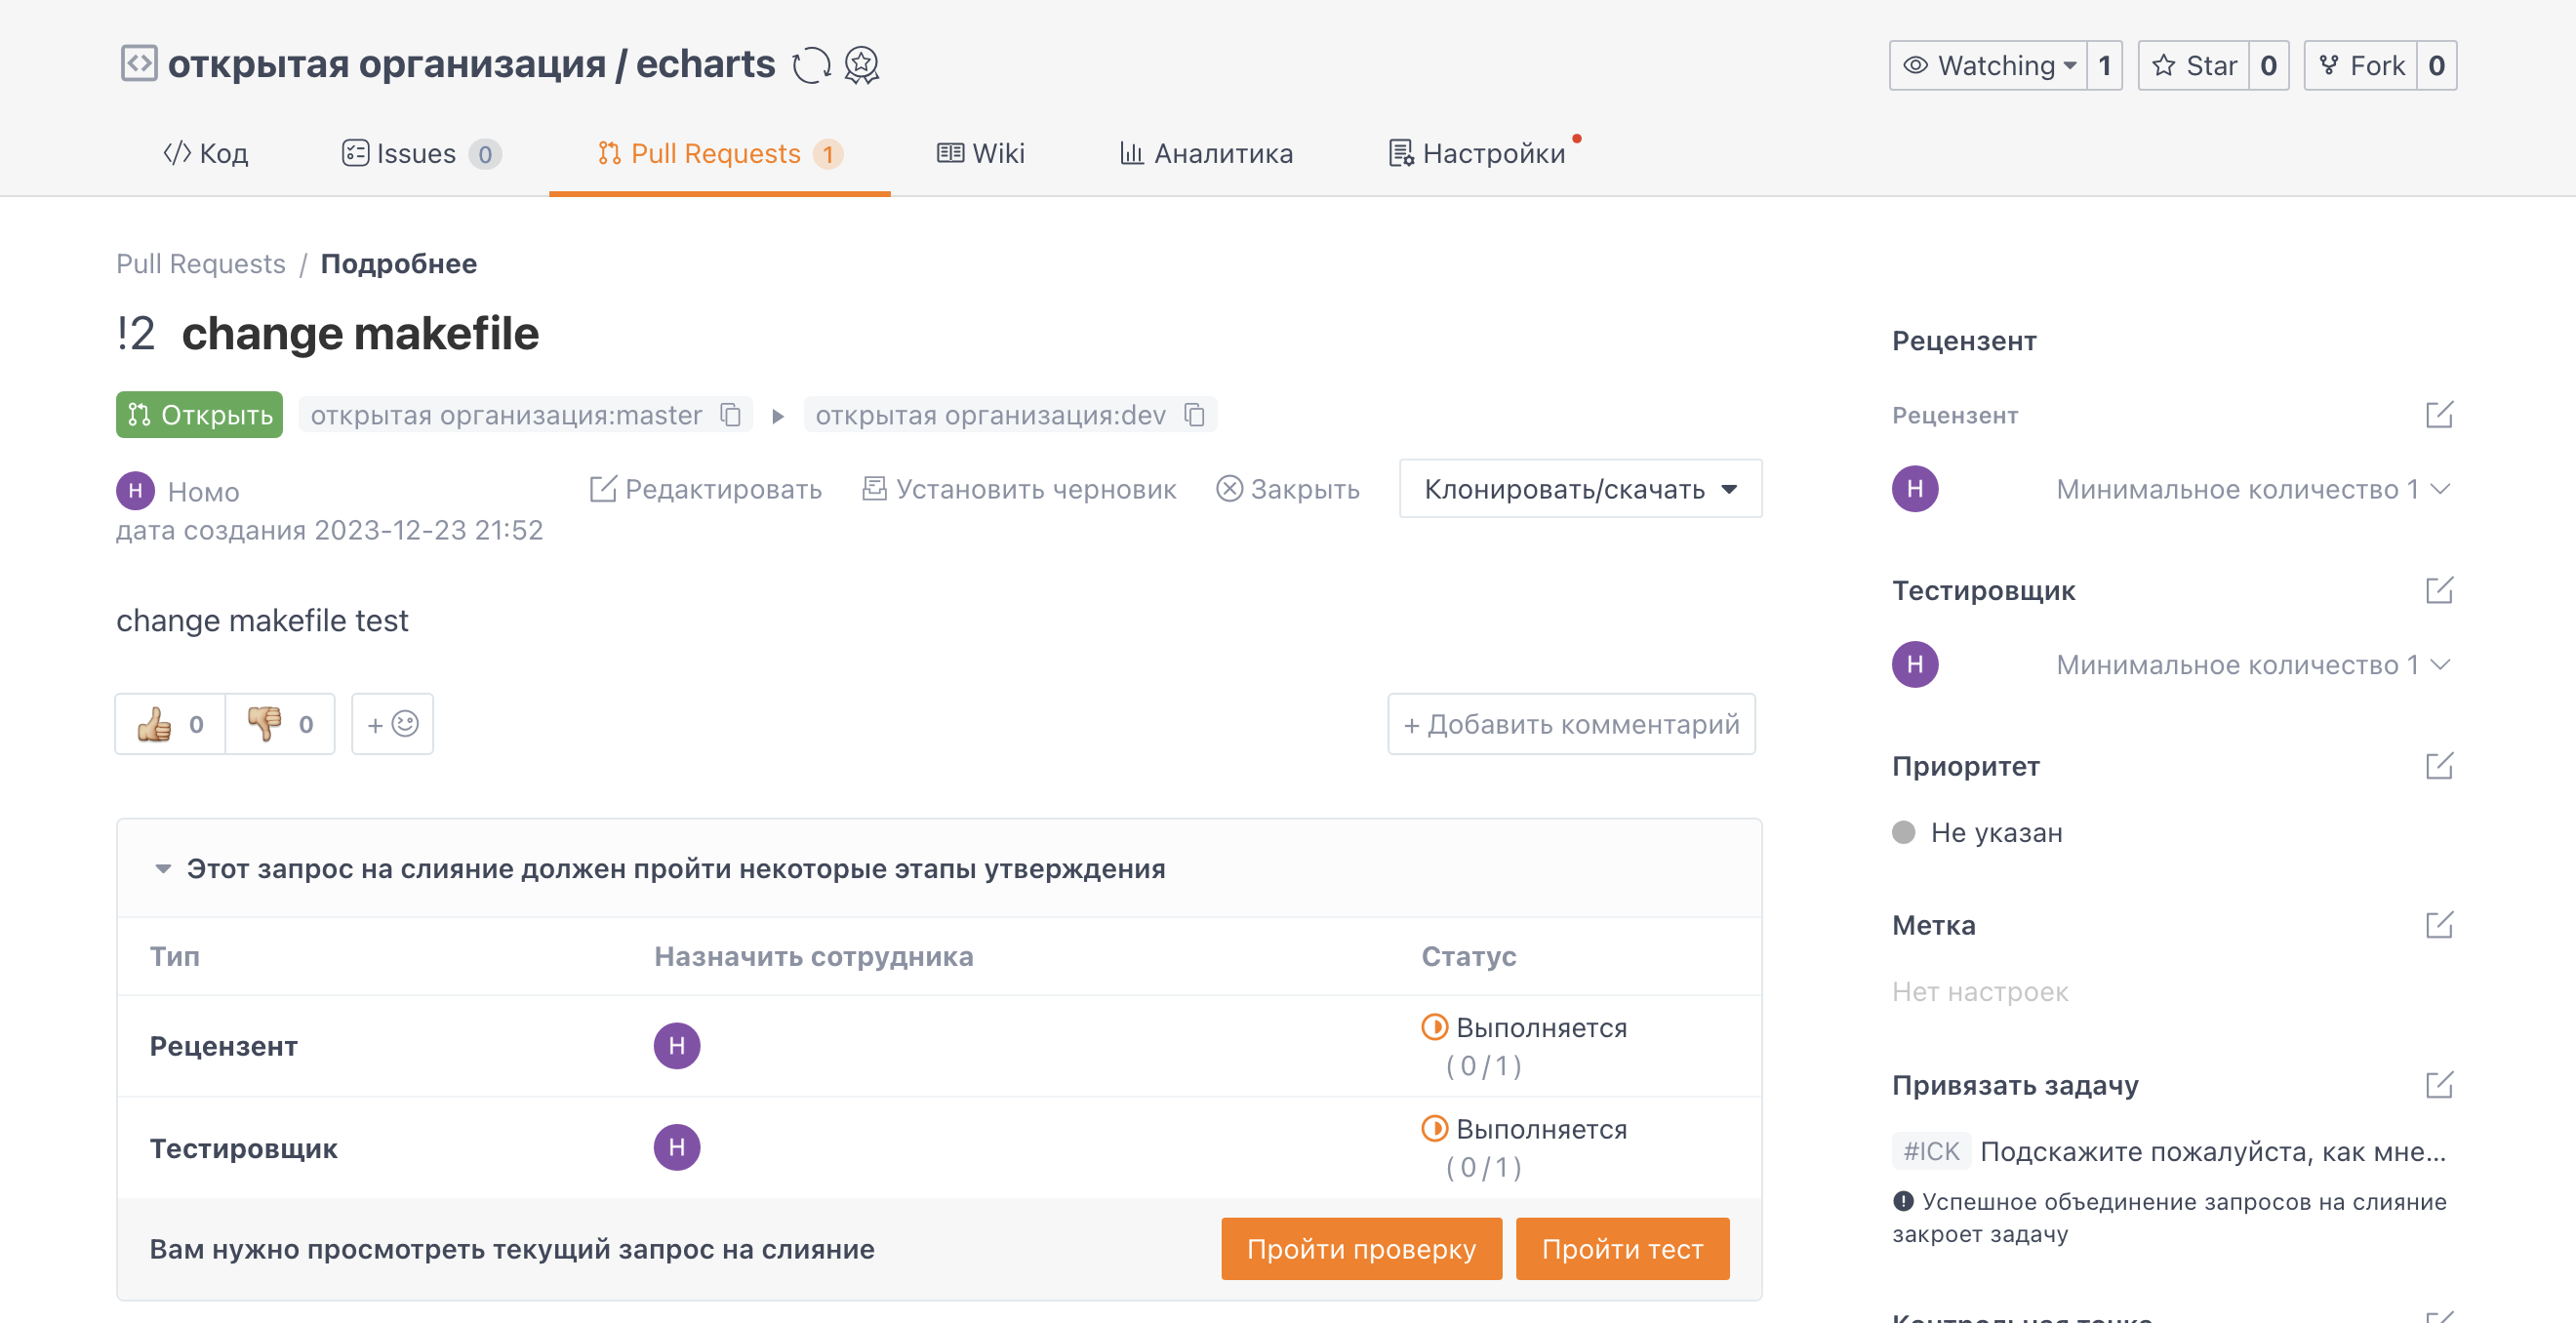 открытая организация / echarts
Watching 1 Star 0 Fork 0
Код Issues 0 Pull Requests 1 Wiki Аналитика Настройки
Pull Requests / Подробнее
!2 change makefile
Открыть открытая организация:master открытая организация:dev
H Homo
дата создания 2023-12-23 21:52
Редактировать Установить черновик Закрыть Клонировать/скачать
change makefile test
0 0 +
+ Добавить комментарий
Этот запрос на слияние должен пройти некоторые этапы утверждения
Тип Назначить сотрудника Статус
Рецензент H Выполняется
(0/1)
Тестировщик H Выполняется
(0/1)
Вам нужно просмотреть текущий запрос на слияние Пройти проверку Пройти тест
Рецензент
Рецензент
H Минимальное количество 1
Тестировщик
H Минимальное количество 1
Приоритет
Не указан
Метка
Нет настроек
Привязать задачу
#ICK Подскажите пожалуйста, как мне...
Успешное объединение запросов на слияние
закроет задачу
Контрольная точка